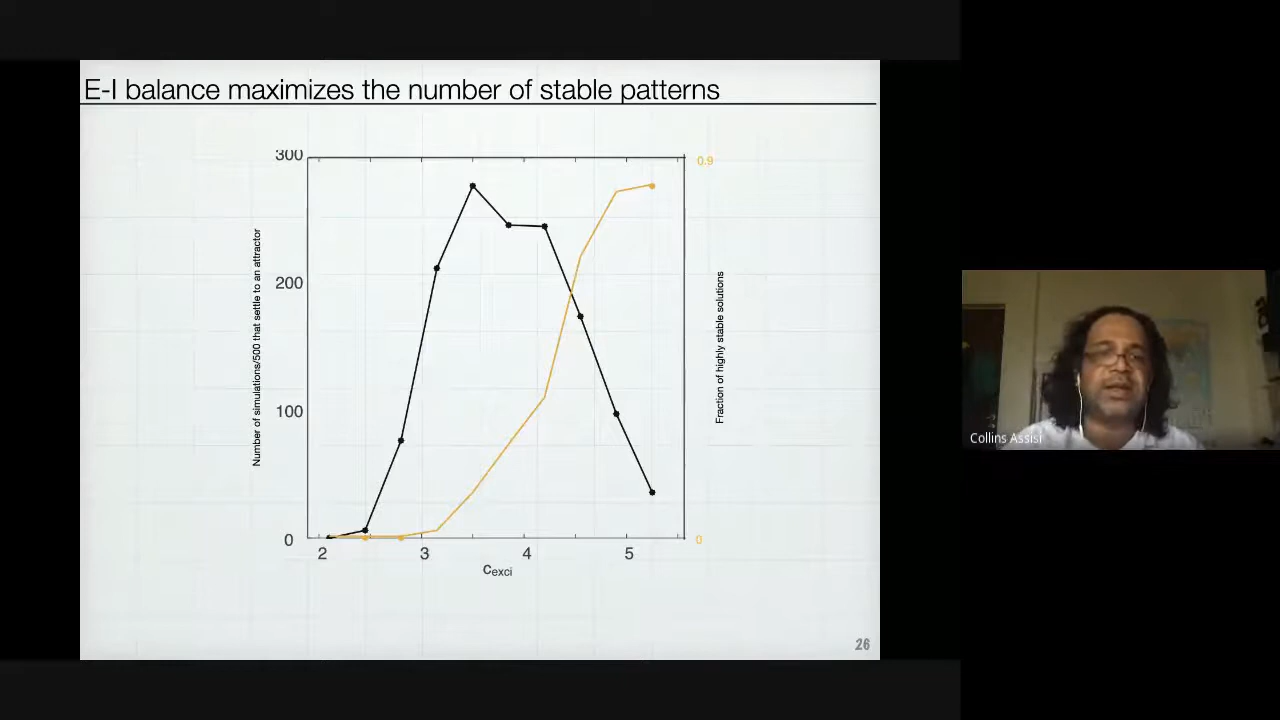 E-I balance maximizes the number of stable patterns
300
200
100
0
Number of simulations/500 that settle to an attractor
2
3
4
5
Cexci
0.9
0
Fraction of highly stable solutions
26
Collins Assisi